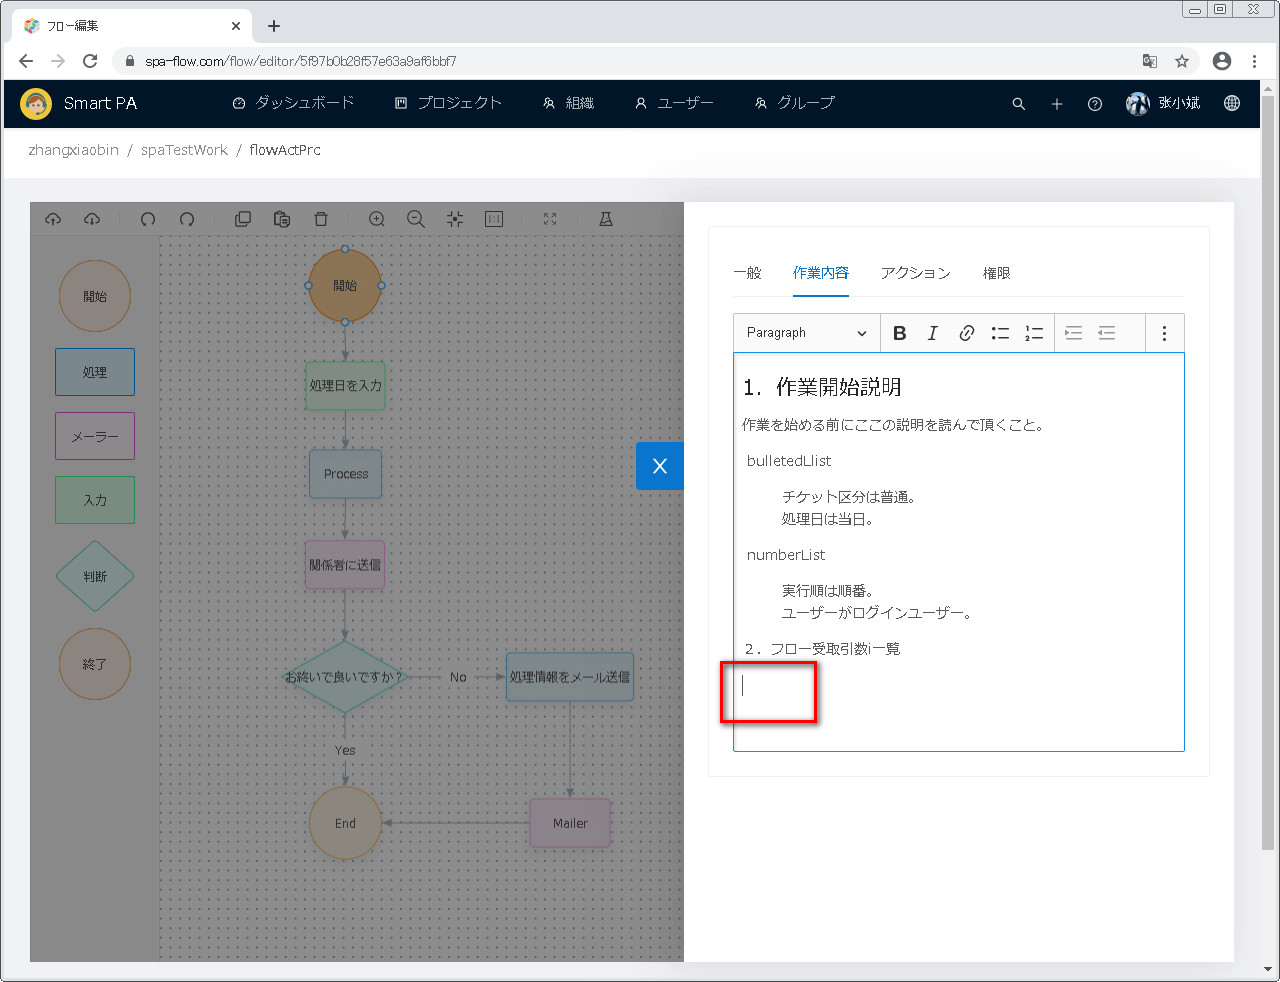 フロー編集
spa-flow.com/flow/editor/5f97b0b28f57e63a9af6bbf7
Smart PA
ダッシュボード
プロジェクト
組織
ユーザー
グループ
张小斌
zhangxiaobin / spaTestWork / flowActPro
開始
処理
メーラー
入力
判断
終了
開始
処理日を入力
Process
関係者に送信
お終いで良いですか？
No
処理情報をメール送信
Yes
End
Mailer
X
一般
作業内容
アクション
権限
Paragraph
1. 作業開始説明
作業を始める前にここの説明を読んで頂くこと。
bulletedLlist
チケット区分は普通。
処理日は当日。
numberList
実行順は順番。
ユーザーがログインユーザー。
２．フロー受取引数i一覧